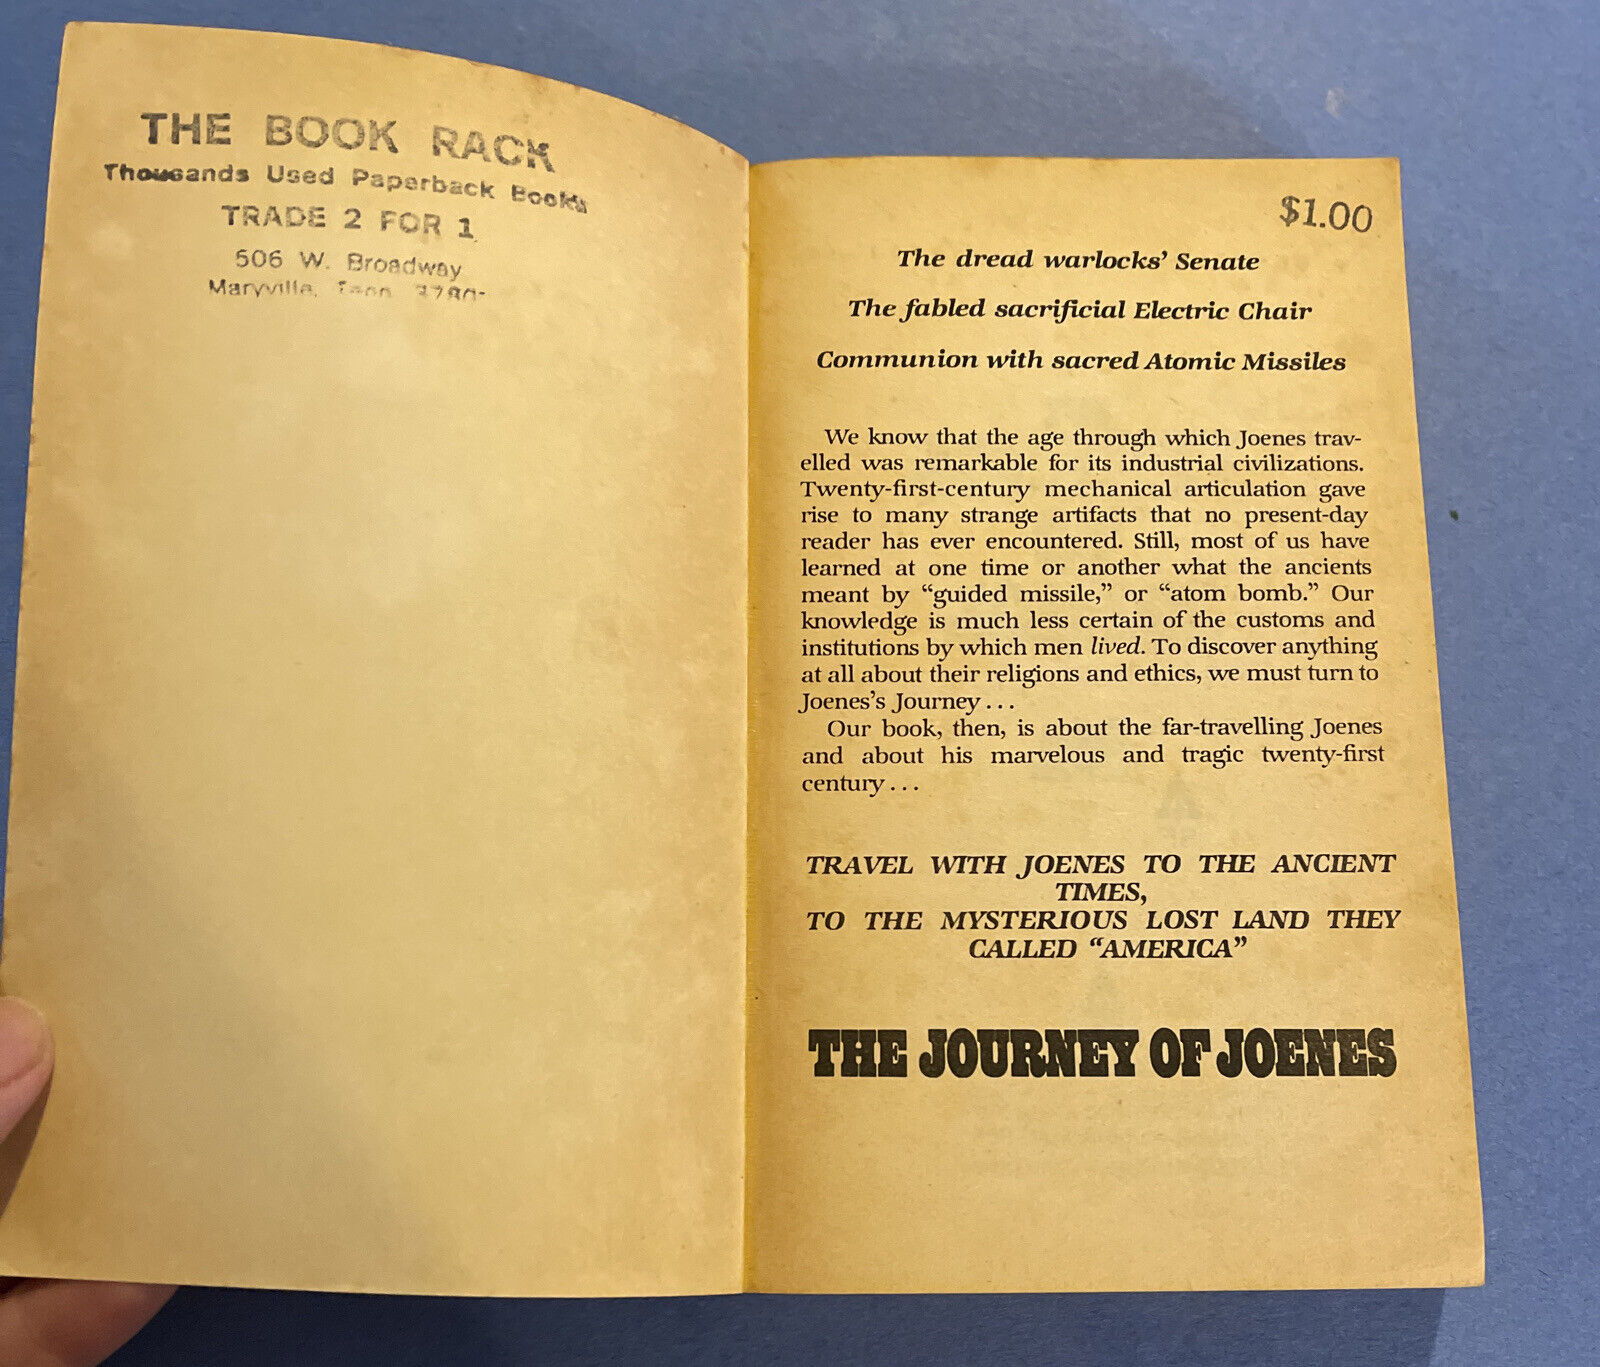 THE BOOK RACK
Thousands Used Paperback Books
TRADE 2 FOR 1
506 W. Broadway
Maryville, Tenn.
$1.00
The dread warlocks' Senate
The fabled sacrificial Electric Chair
Communion with sacred Atomic Missiles
We know that the age through which Joenes trav-
elled was remarkable for its industrial civilizations.
Twenty-first-century mechanical articulation gave
rise to many strange artifacts that no present-day
reader has ever encountered. Still, most of us have
learned at one time or another what the ancients
meant by “guided missile,” or “atom bomb.” Our
knowledge is much less certain of the customs and
institutions by which men lived. To discover anything
at all about their religions and ethics, we must turn to
Joenes's Journey...
Our book, then, is about the far-travelling Joenes
and about his marvelous and tragic twenty-first
century...
TRAVEL WITH JOENES TO THE ANCIENT
TIMES,
TO THE MYSTERIOUS LOST LAND THEY
CALLED “AMERICA”
THE JOURNEY OF JOENES